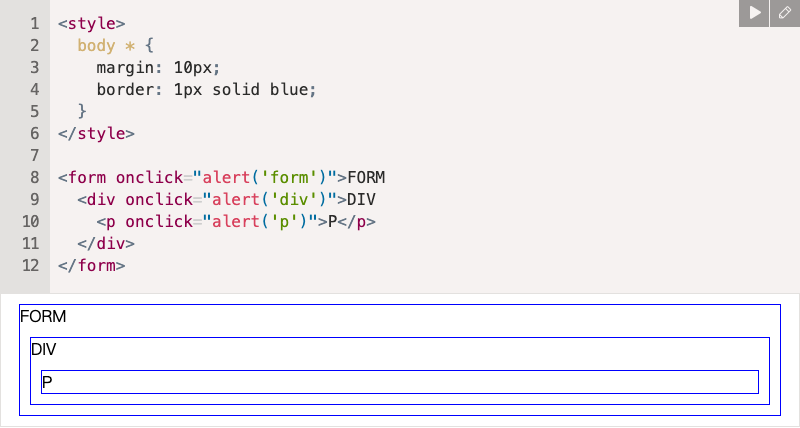 1 <style>
2   body * {
3     margin: 10px;
4     border: 1px solid blue;
5   }
6 </style>
7
8 <form onclick="alert('form')">FORM
9   <div onclick="alert('div')">DIV
10     <p onclick="alert('p')">P</p>
11   </div>
12 </form>
FORM
DIV
P